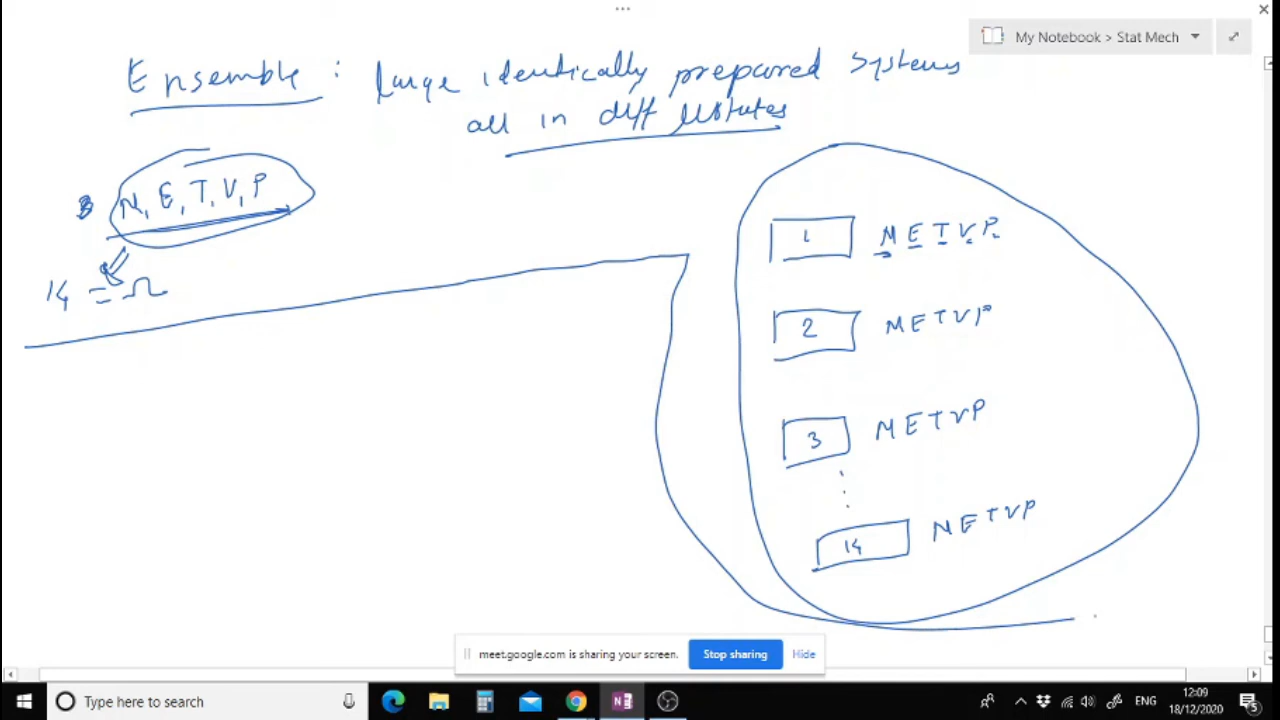 ...
My Notebook > Stat Mech
Ensemble : large identically prepared systems
all in diff μstates
N, E, T, V, P
14 = Ω
1 N E T V P
2 N E T V P
3 N E T V P
14 N E T V P
meet.google.com is sharing your screen. Stop sharing Hide
Type here to search
ENG
12:09
18/12/2020
5